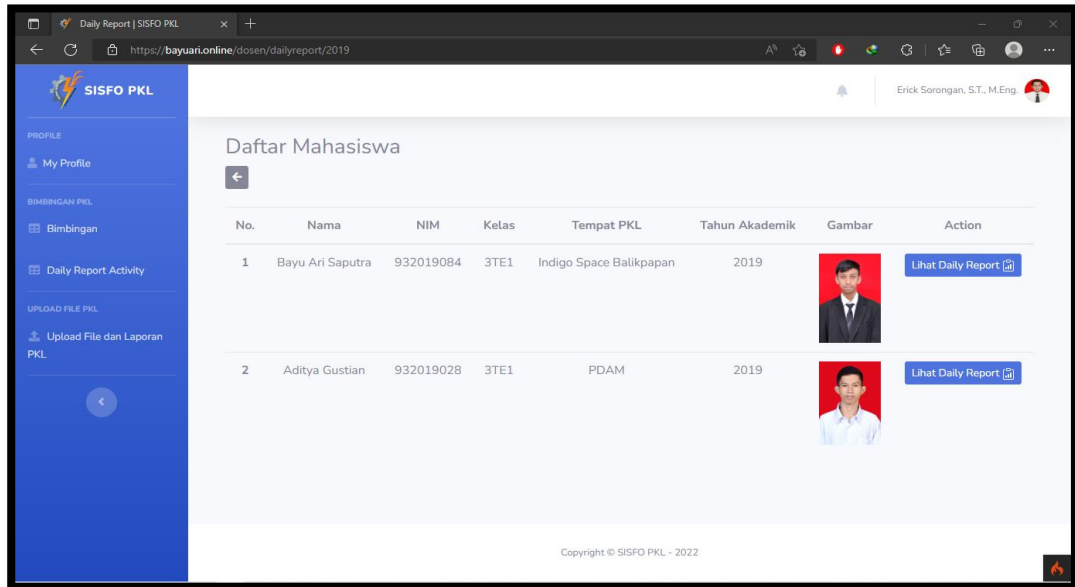 Daily Report | SISFO PKL
https://bayuari.online/dosen/dailyreport/2019
SISFO PKL
Erick Sorongan, S.T., M.Eng.
PROFILE
My Profile
BIMBINGAN PKL
Bimbingan
Daily Report Activity
UPLOAD FILE PKL
Upload File dan Laporan
PKL
Daftar Mahasiswa
No. Nama NIM Kelas Tempat PKL Tahun Akademik Gambar Action
1 Bayu Ari Saputra 932019084 3TE1 Indigo Space Balikpapan 2019 Lihat Daily Report
2 Aditya Gustian 932019028 3TE1 PDAM 2019 Lihat Daily Report
Copyright © SISFO PKL - 2022